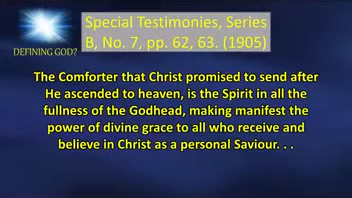 Special Testimonies, Series
B, No. 7, pp. 62, 63. (1905)
DEFINING GOD?
The Comforter that Christ promised to send after
He ascended to heaven, is the Spirit in all the
fullness of the Godhead, making manifest the
power of divine grace to all who receive and
believe in Christ as a personal Saviour. . .